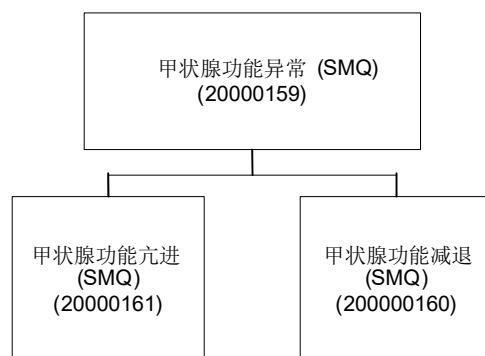 甲状腺功能异常 (SMQ)
(20000159)
甲状腺功能亢进
(SMQ)
(20000161)
甲状腺功能减退
(SMQ)
(200000160)